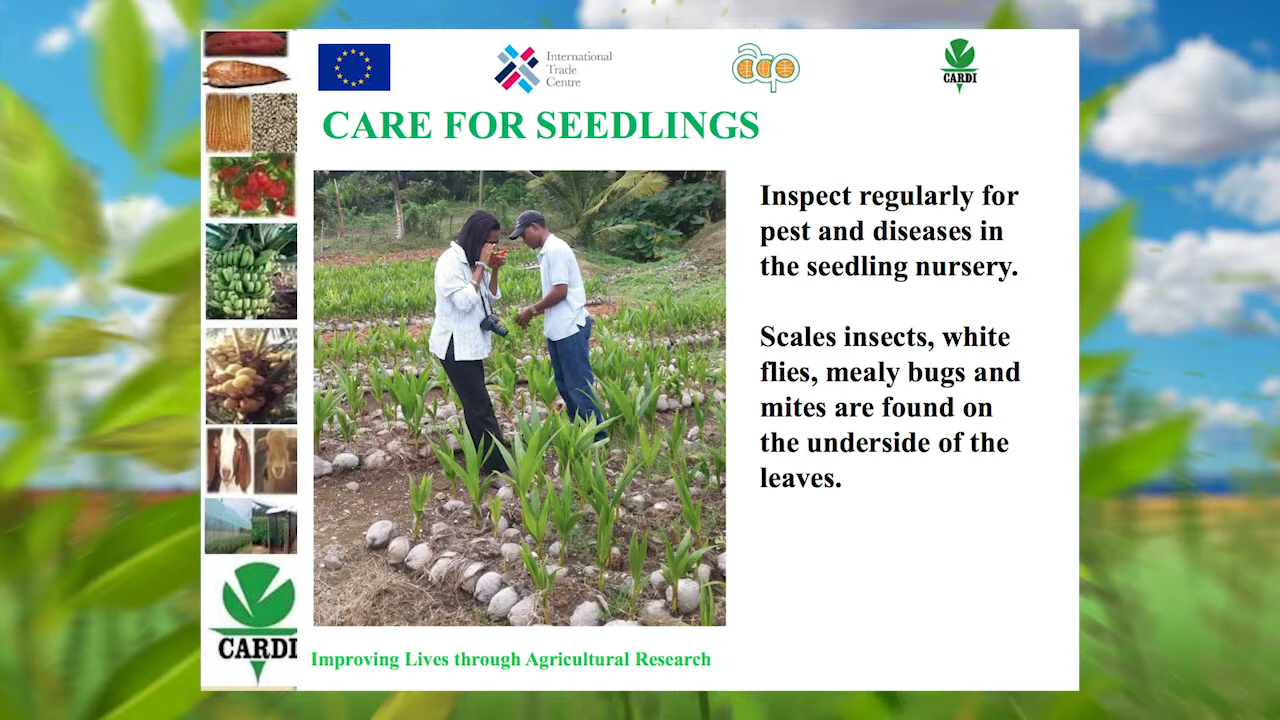 International
Trade
Centre
acp
CARDI
CARE FOR SEEDLINGS
Inspect regularly for
pest and diseases in
the seedling nursery.
Scales insects, white
flies, mealy bugs and
mites are found on
the underside of the
leaves.
CARDI
Improving Lives through Agricultural Research